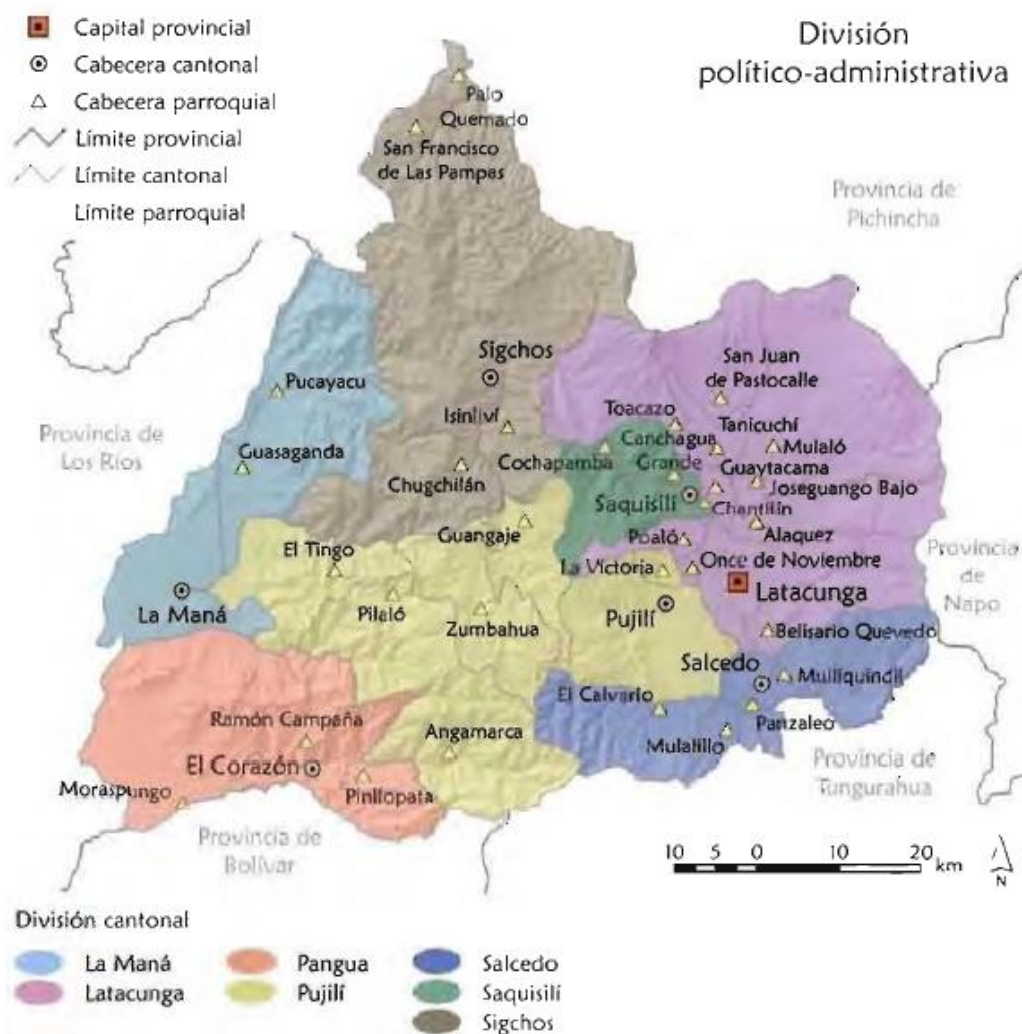 Capital provincial
Cabecera cantonal
Cabecera parroquial
Límite provincial
Límite cantonal
Límite parroquial
División
político-administrativa
Palo
Quemado
San Francisco
de Las Pampas
Provincia de
Pichincha
Sigchos
San Juan
de Pastocalle
Pucayacu
Isinliví
Toacazo
Tanicuchí
Provincia de
Los Ríos
Canchagua
Mulaló
Guasaganda
Cochapamba
Grande
Guaytacama
Chugchilán
Joseguango Bajo
Saquisilí
Chantilín
Guangaje
Alaquez
El Tingo
Poaló
Once de Noviembre
Provincia
de
Napo
La Victoria
Latacunga
La Maná
Pilaló
Zumbahua
Pujilí
Belisario Quevedo
Salcedo
Mulliquindil
El Calvario
Panzaleo
Ramón Campaña
Angamarca
Mulalillo
El Corazón
Pinllopata
Moraspungo
Provincia de
Tungurahua
Provincia de
Bolívar
10 5 0 10 20 km
N
División cantonal
La Maná Pangua Salcedo
Latacunga Pujilí Saquisilí
Sigchos